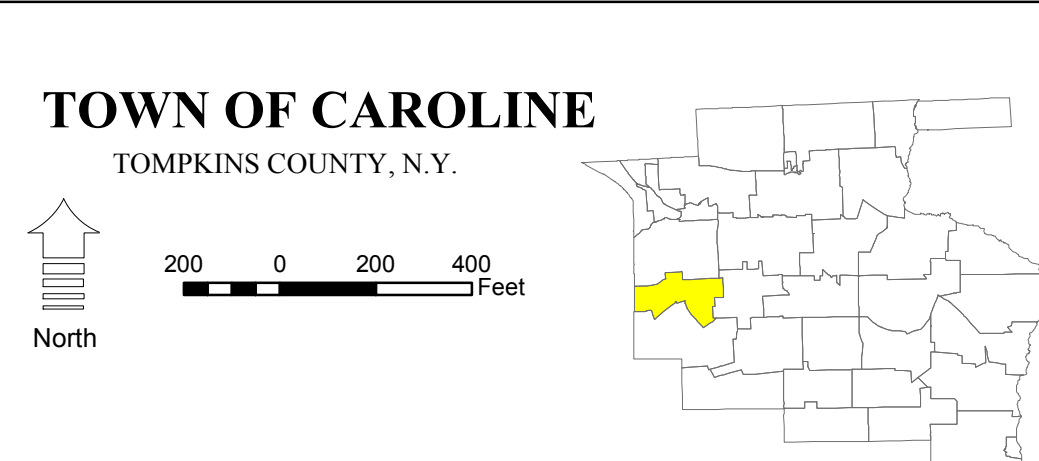 TOWN OF CAROLINE
TOMPKINS COUNTY, N.Y.
200 0 200 400
Feet
North